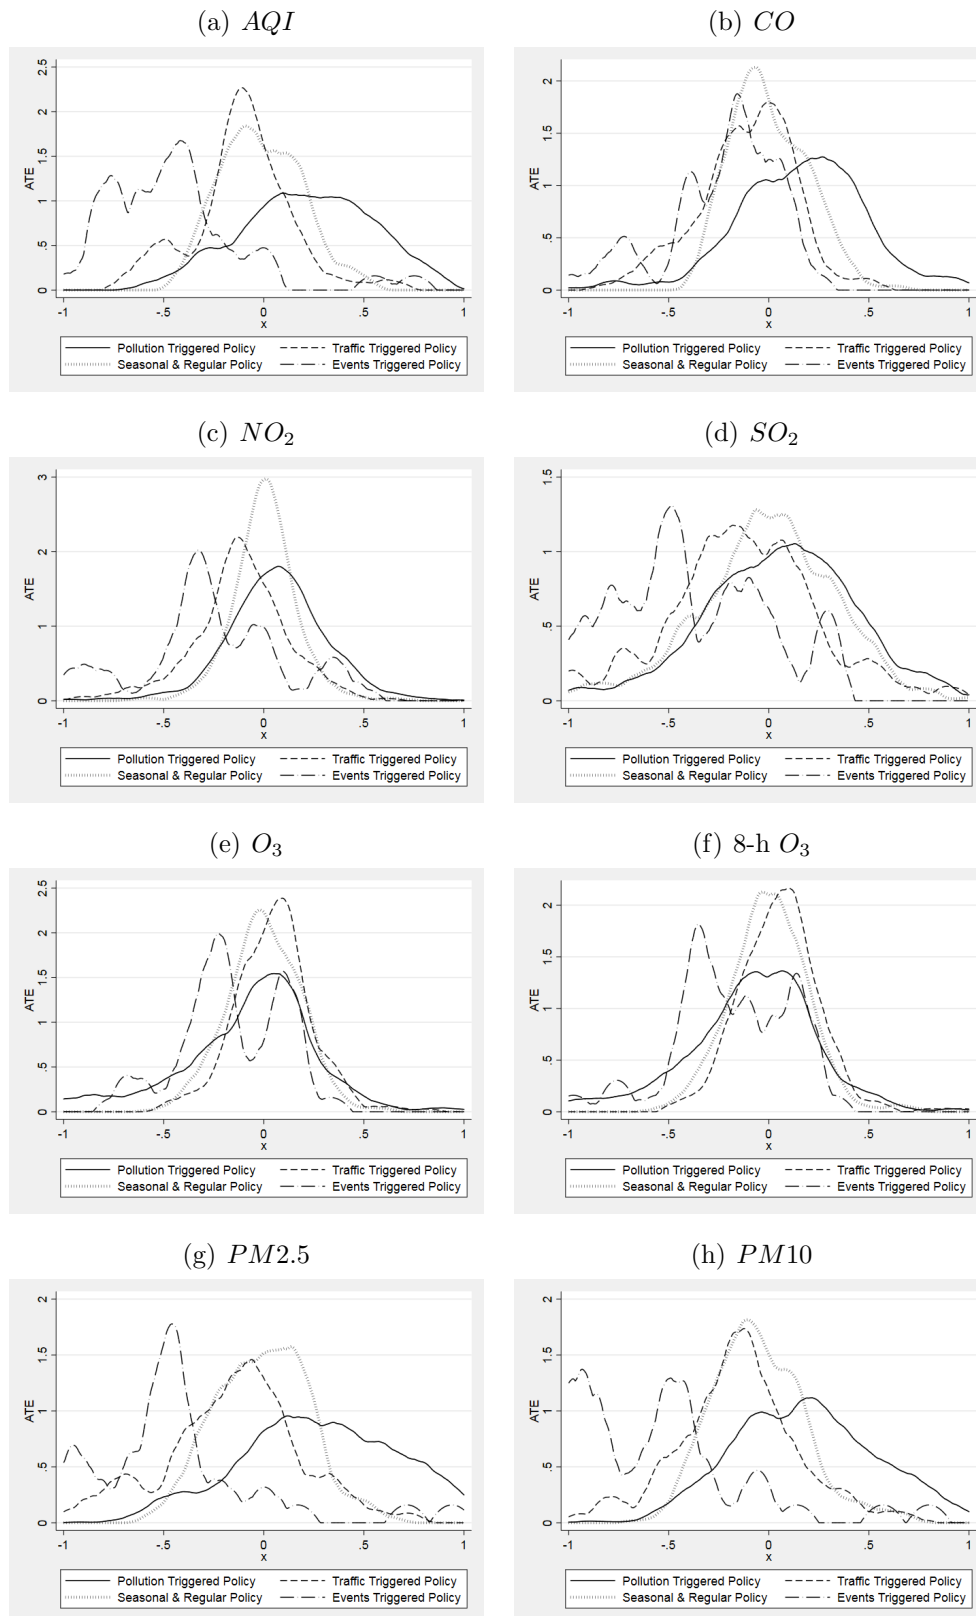 (a) AQI
(b) CO
ATE
2.5
2
1.5
1
.5
0
-1
-.5
0
.5
1
x
Pollution Triggered Policy
Traffic Triggered Policy
Seasonal & Regular Policy
Events Triggered Policy
ATE
2
1.5
1
.5
0
-1
-.5
0
.5
1
x
Pollution Triggered Policy
Traffic Triggered Policy
Seasonal & Regular Policy
Events Triggered Policy
(c) NO₂
(d) SO₂
ATE
3
2
1
0
-1
-.5
0
.5
1
x
Pollution Triggered Policy
Traffic Triggered Policy
Seasonal & Regular Policy
Events Triggered Policy
ATE
1.5
1
.5
0
-1
-.5
0
.5
1
x
Pollution Triggered Policy
Traffic Triggered Policy
Seasonal & Regular Policy
Events Triggered Policy
(e) O₃
(f) 8-h O₃
ATE
2.5
2
1.5
1
.5
0
-1
-.5
0
.5
1
x
Pollution Triggered Policy
Traffic Triggered Policy
Seasonal & Regular Policy
Events Triggered Policy
ATE
2
1.5
1
.5
0
-1
-.5
0
.5
1
x
Pollution Triggered Policy
Traffic Triggered Policy
Seasonal & Regular Policy
Events Triggered Policy
(g) PM2.5
(h) PM10
ATE
2
1.5
1
.5
0
-1
-.5
0
.5
1
x
Pollution Triggered Policy
Traffic Triggered Policy
Seasonal & Regular Policy
Events Triggered Policy
ATE
2
1.5
1
.5
0
-1
-.5
0
.5
1
x
Pollution Triggered Policy
Traffic Triggered Policy
Seasonal & Regular Policy
Events Triggered Policy